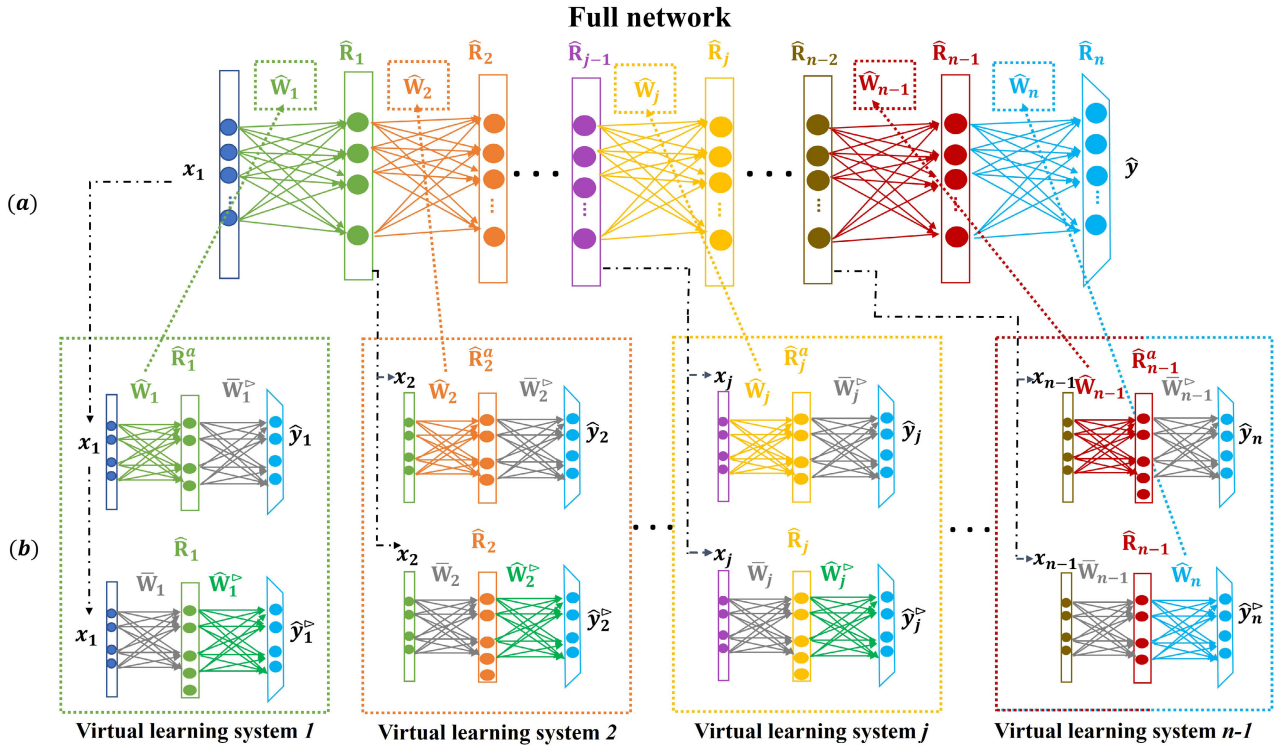 Full network
R̂₁ R̂₂ R̂ⱼ₋₁ R̂ⱼ R̂ₙ₋₂ R̂ₙ₋₁ R̂ₙ
Ŵ₁ Ŵ₂ Ŵⱼ Ŵₙ₋₁ Ŵₙ
x₁ ... ... ŷ
(a)
R̂₁ᵃ R̂₂ᵃ R̂ⱼᵃ R̂ₙ₋₁ᵃ
Ŵ₁ W̄₁^▷ x₂ Ŵ₂ W̄₂^▷ xⱼ Ŵⱼ W̄ⱼ^▷ xₙ₋₁ Ŵₙ₋₁ W̄ₙ₋₁^▷
x₁ ŷ₁ ŷ₂ ŷⱼ ŷₙ
(b) ... ...
R̂₁ R̂₂ R̂ⱼ R̂ₙ₋₁
W̄₁ Ŵ₁^▷ x₂ W̄₂ Ŵ₂^▷ xⱼ W̄ⱼ Ŵⱼ^▷ xₙ₋₁ W̄ₙ₋₁ Ŵₙ
x₁ ŷ₁^▷ ŷ₂^▷ ŷⱼ^▷ ŷₙ^▷
Virtual learning system 1 Virtual learning system 2 Virtual learning system j Virtual learning system n-1